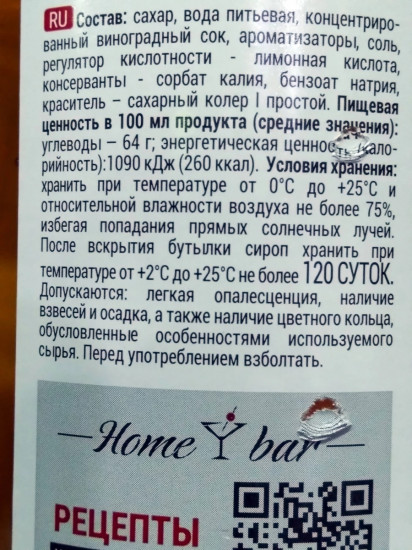 RU Состав: сахар, вода питьевая, концентриро-
ванный виноградный сок, ароматизаторы, соль,
регулятор кислотности - лимонная кислота,
консерванты - сорбат калия, бензоат натрия,
краситель – сахарный колер I простой. Пищевая
ценность в 100 мл продукта (средние значения):
углеводы – 64 г; энергетическая ценнос
рийность):1090 кДж (260 ккал). Условия хранения:
хранить при температуре от 0°С до +25°С и
относительной влажности воздуха не более 75%,
избегая попадания прямых солнечных лучей.
После вскрытия бутылки сироп хранить при
температуре от +2°С до +25°С не более 120 СУТОК.
Допускаются: легкая опалесценция, наличие
взвесей и осадка, а также наличие цветного кольца,
обусловленные особенностями используемого
сырья. Перед употреблением взболтать.
Home bar
РЕЦЕПТЫ